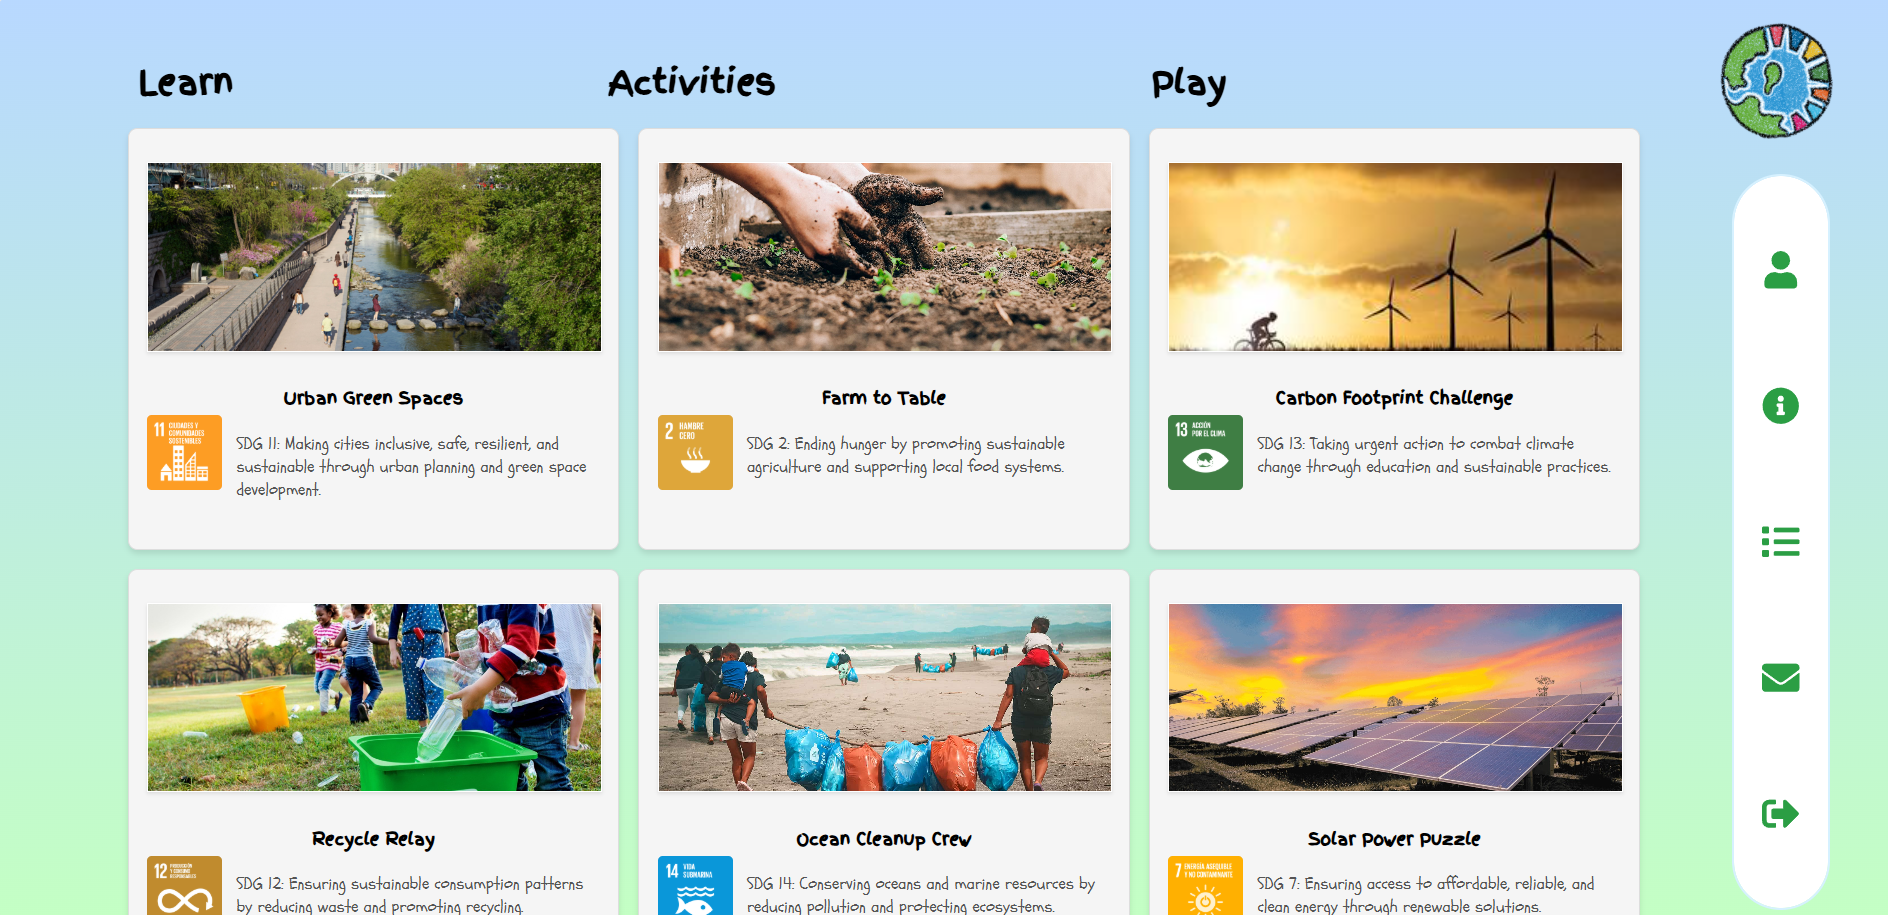 Learn
Activities
Play
Urban Green Spaces
11 CIUDADES Y
COMUNIDADES
SOSTENIBLES
SDG 11: Making cities inclusive, safe, resilient, and
sustainable through urban planning and green space
development.
Farm to Table
2 HAMBRE
CERO
SDG 2: Ending hunger by promoting sustainable
agriculture and supporting local food systems.
Carbon Footprint Challenge
13 ACCIÓN
POR EL CLIMA
SDG 13: Taking urgent action to combat climate
change through education and sustainable practices.
Recycle Relay
12 PRODUCCIÓN
Y CONSUMO
RESPONSABLES
SDG 12: Ensuring sustainable consumption patterns
by reducing waste and promoting recycling.
Ocean Cleanup Crew
14 VIDA
SUBMARINA
SDG 14: Conserving oceans and marine resources by
reducing pollution and protecting ecosystems.
Solar Power Puzzle
7 ENERGÍA ASEQUIBLE
Y NO CONTAMINANTE
SDG 7: Ensuring access to affordable, reliable, and
clean energy through renewable solutions.